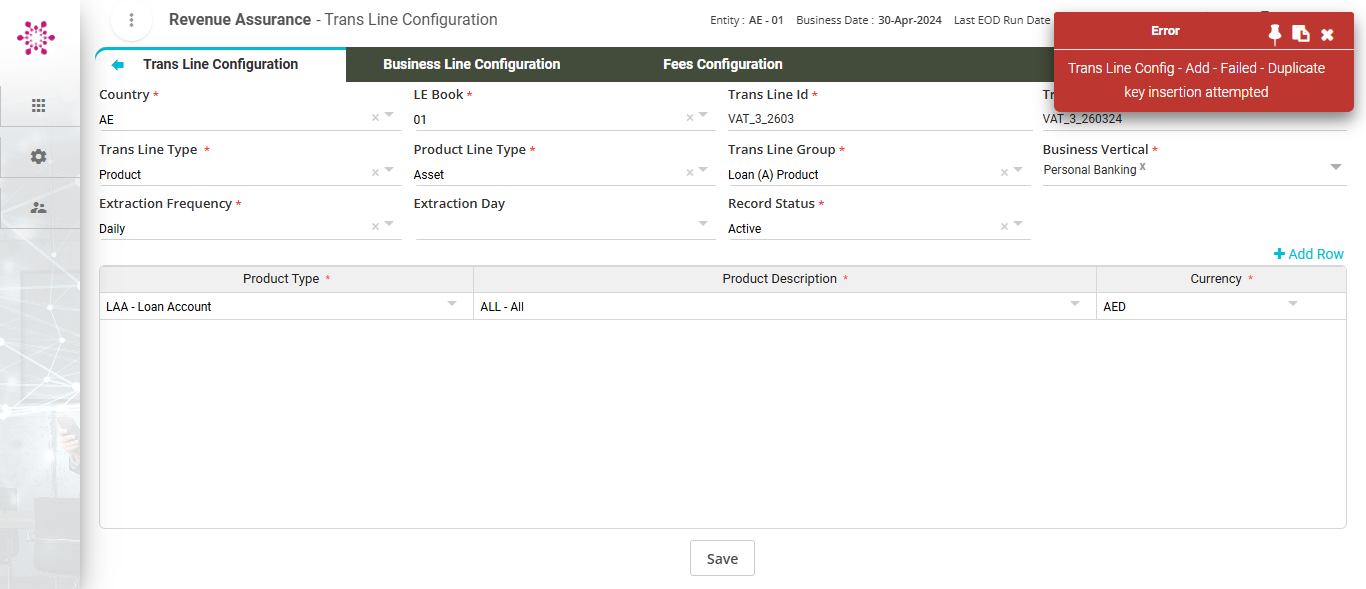 Revenue Assurance - Trans Line Configuration
Entity : AE - 01 Business Date : 30-Apr-2024 Last EOD Run Date
Error
Trans Line Config - Add - Failed - Duplicate
key insertion attempted
Trans Line Configuration Business Line Configuration Fees Configuration
Country * LE Book * Trans Line Id *
AE × 01 × VAT_3_2603 VAT_3_260324
Trans Line Type * Product Line Type * Trans Line Group * Business Vertical *
Product × Asset × Loan (A) Product × Personal Banking x
Extraction Frequency * Extraction Day Record Status *
Daily × Active ×
+ Add Row
Product Type * Product Description * Currency *
LAA - Loan Account ALL - All AED
Save